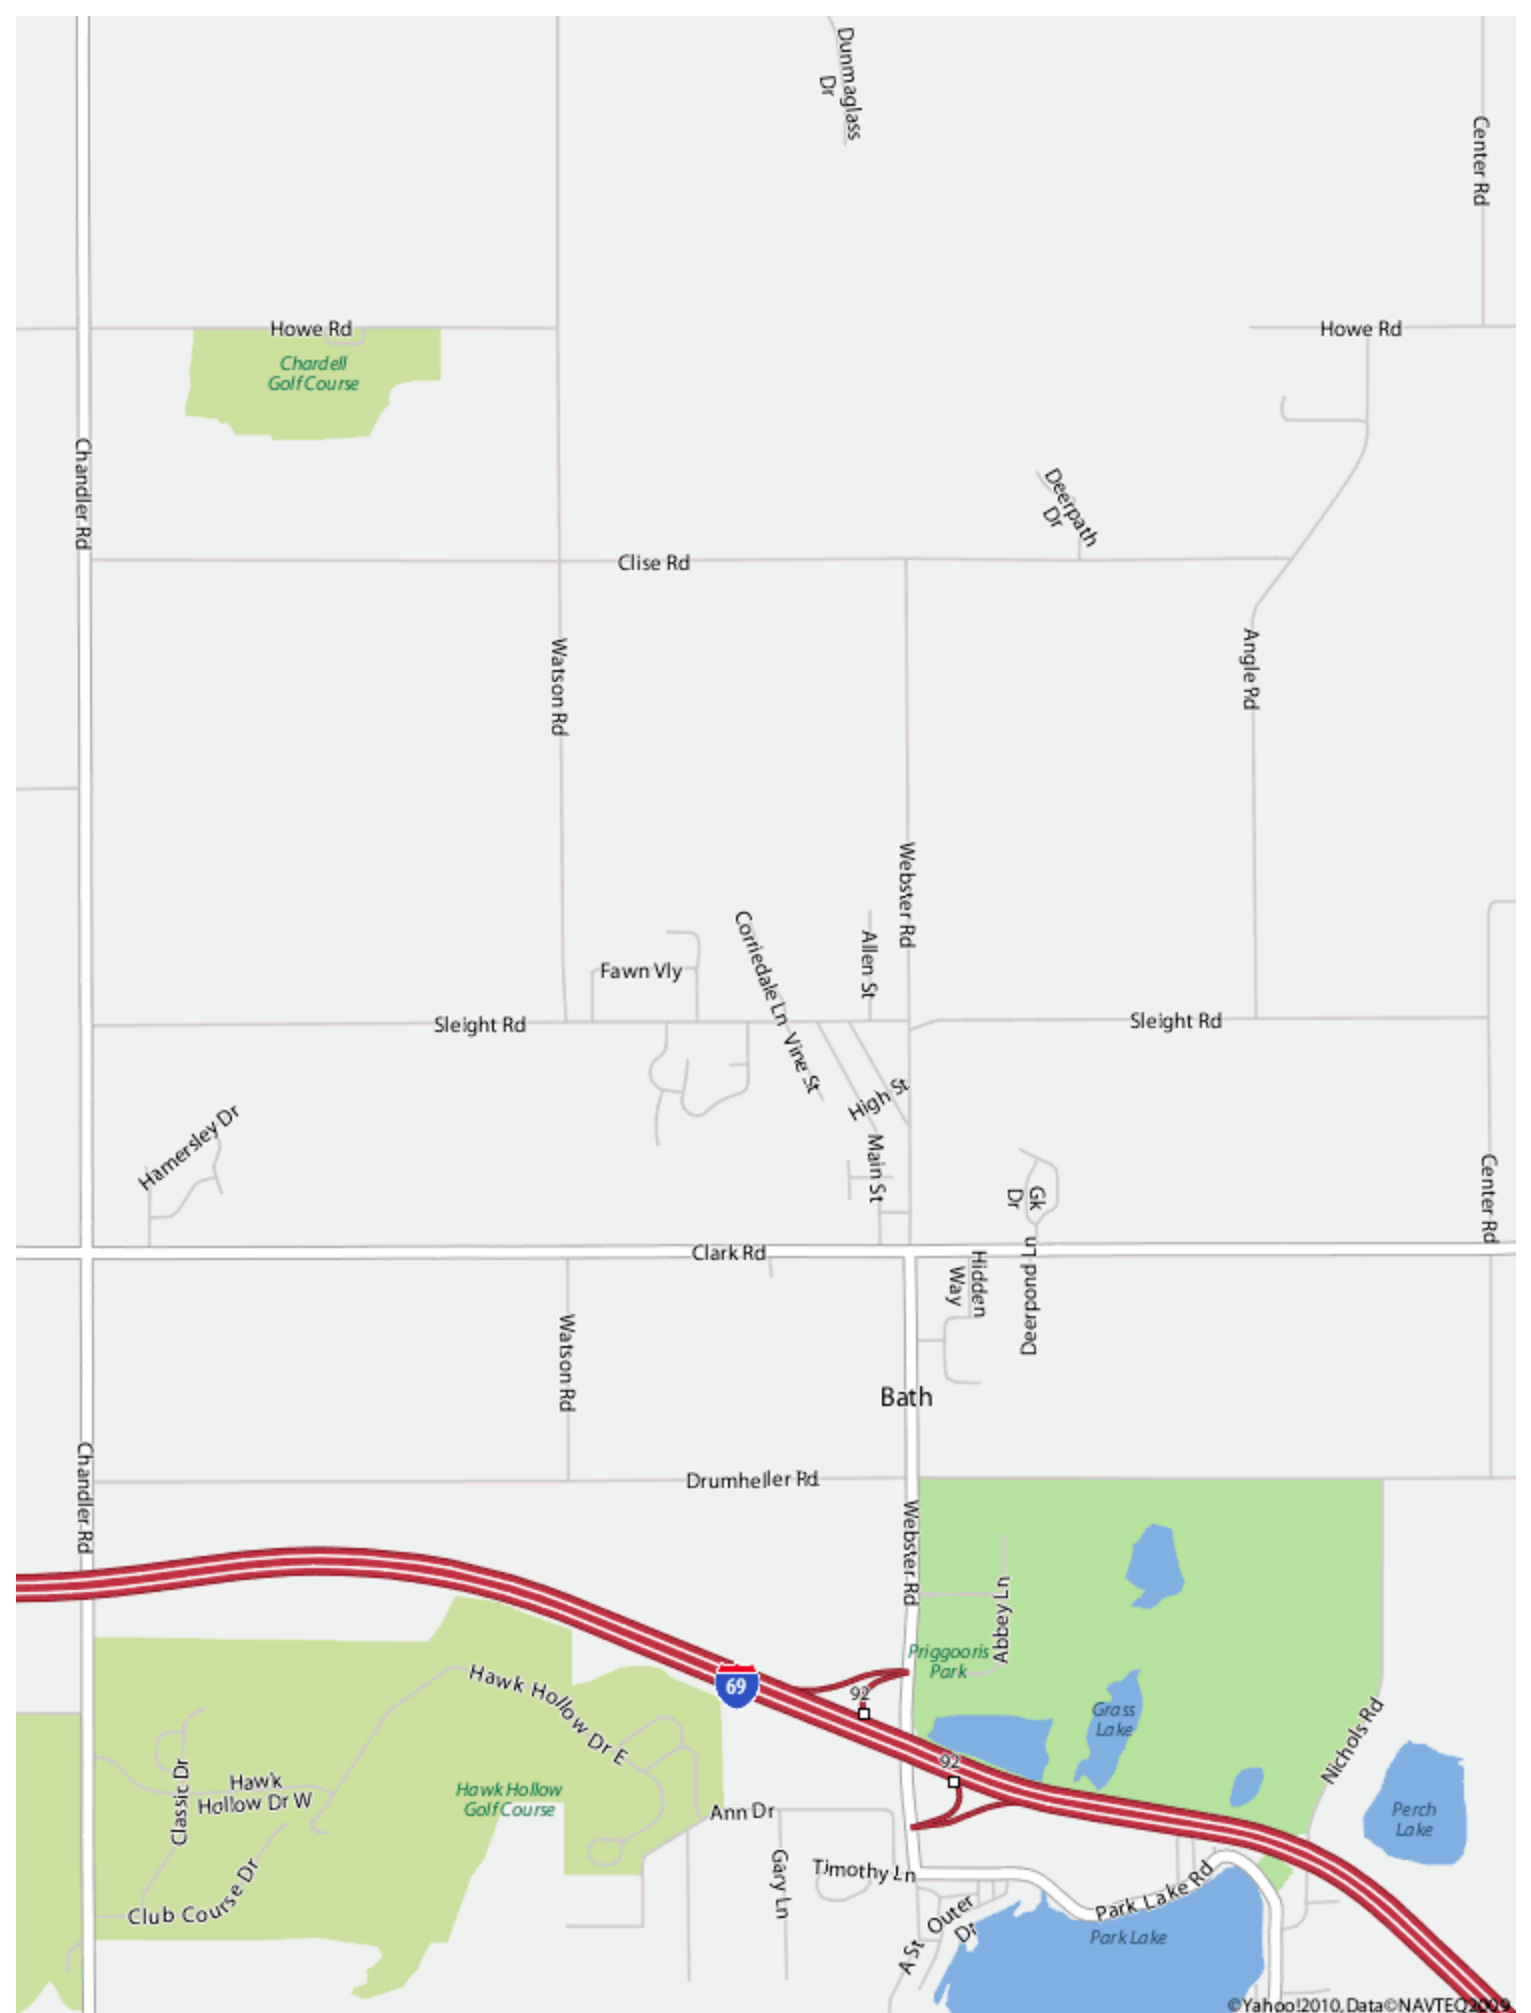 Dunmaglass
Dr
Center Rd
Howe Rd
Howe Rd
Chardell
Golf Course
Chandler Rd
Deerpath
Dr
Clise Rd
Watson Rd
Angle Rd
Webster Rd
Corriedale Ln
Allen St
Fawn Vly
Sleight Rd
Sleight Rd
Vine St
High St
Hamersley Dr
Main St
Gk
Dr
Center Rd
Clark Rd
Hidden
Way
Deerpond Ln
Watson Rd
Bath
Chandler Rd
Drumheller Rd
Webster Rd
Abbey Ln
Priggooris
Park
Hawk Hollow Dr E
69
92
Grass
Lake
Nichols Rd
92
Classic Dr
Hawk
Hollow Dr W
Hawk Hollow
Golf Course
Ann Dr
Perch
Lake
Gary Ln
Timothy Ln
Park Lake Rd
Club Course Dr
Outer
Dr
A St
Park Lake
©Yahoo!2010, Data©NAVTEQ2009